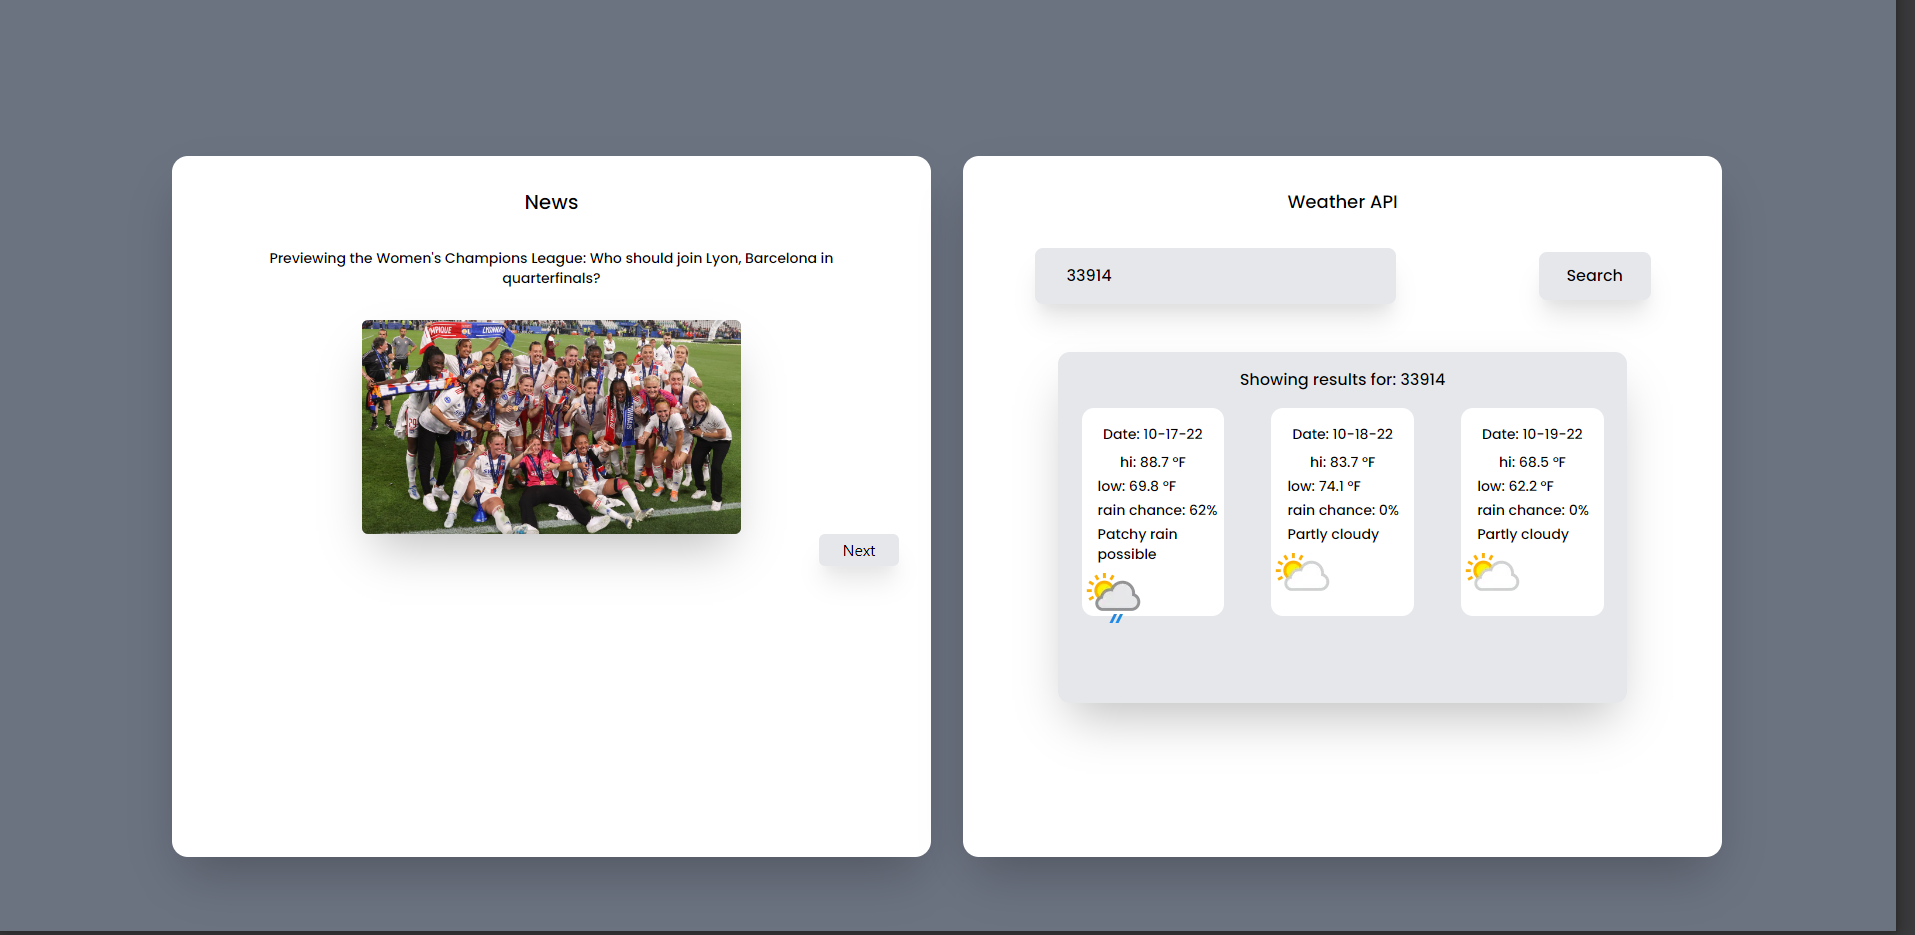 News
Previewing the Women's Champions League: Who should join Lyon, Barcelona in
quarterfinals?
Next
Weather API
33914
Search
Showing results for: 33914
Date: 10-17-22
hi: 88.7 °F
low: 69.8 °F
rain chance: 62%
Patchy rain
possible
Date: 10-18-22
hi: 83.7 °F
low: 74.1 °F
rain chance: 0%
Partly cloudy
Date: 10-19-22
hi: 68.5 °F
low: 62.2 °F
rain chance: 0%
Partly cloudy